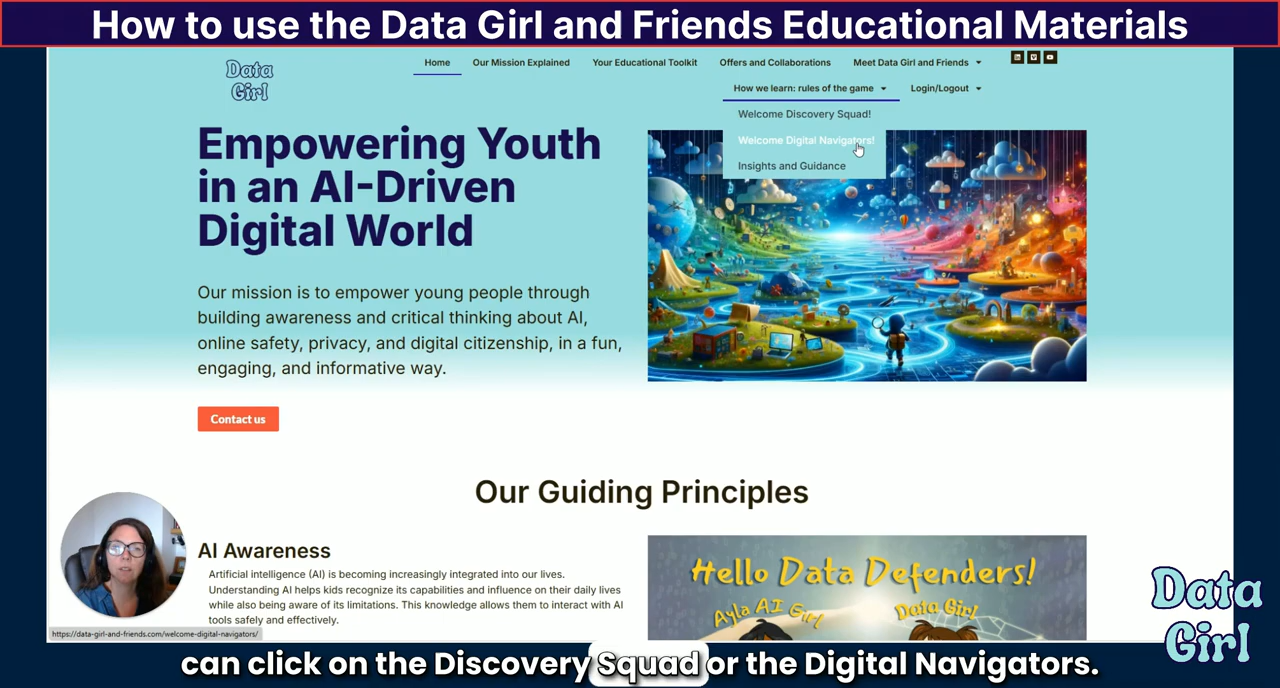 How to use the Data Girl and Friends Educational Materials
Data
Girl
Home
Our Mission Explained
Your Educational Toolkit
Offers and Collaborations
Meet Data Girl and Friends
How we learn: rules of the game
Login/Logout
Welcome Discovery Squad!
Welcome Digital Navigators!
Insights and Guidance
Empowering Youth
in an AI-Driven
Digital World
Our mission is to empower young people through
building awareness and critical thinking about AI,
online safety, privacy, and digital citizenship, in a fun,
engaging, and informative way.
Contact us
Our Guiding Principles
AI Awareness
Artificial intelligence (AI) is becoming increasingly integrated into our lives.
Understanding AI helps kids recognize its capabilities and influence on their daily lives
while also being aware of its limitations. This knowledge allows them to interact with AI
tools safely and effectively.
Hello Data Defenders!
Ayla AI Girl
Data Girl
https://data-girl-and-friends.com/welcome-digital-navigators/
Data
Girl
can click on the Discovery Squad or the Digital Navigators.